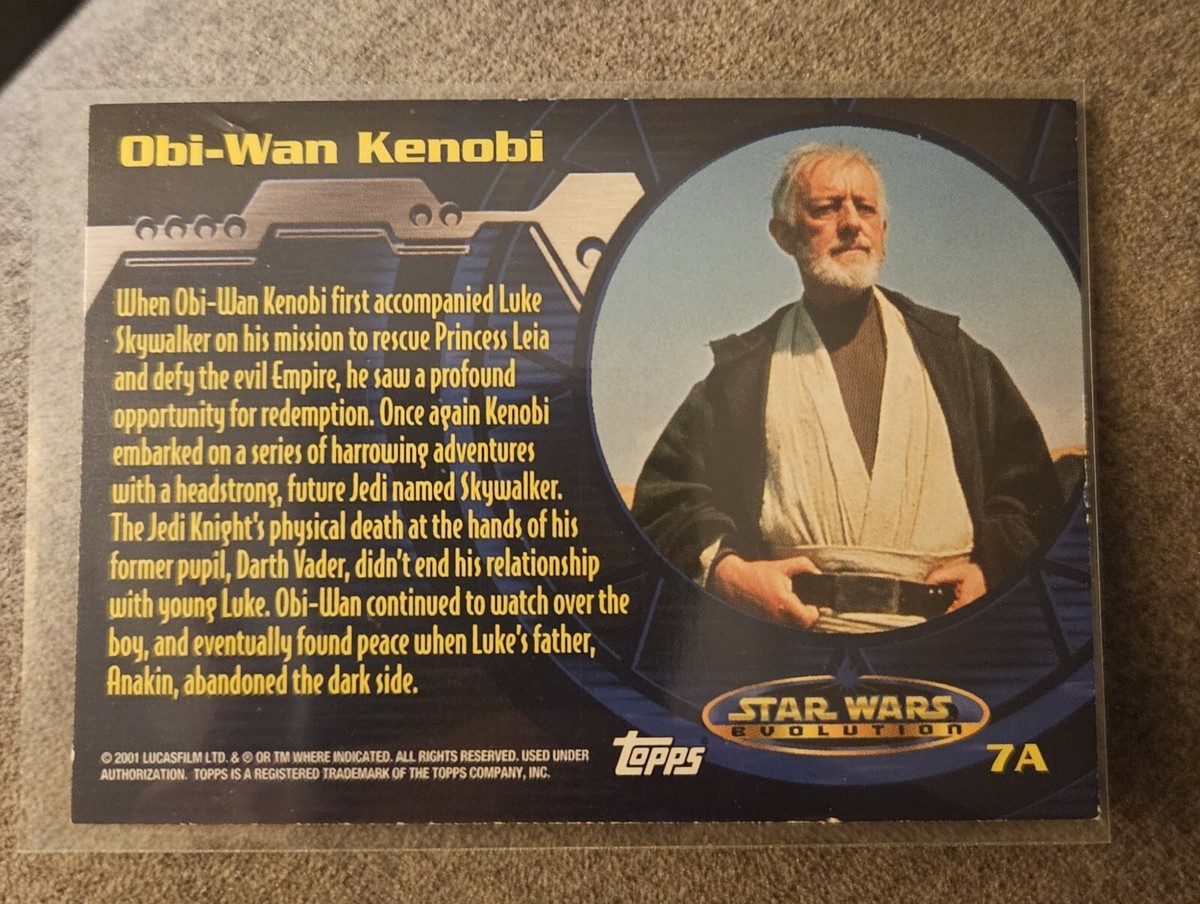 Obi-Wan Kenobi
When Obi-Wan Kenobi first accompanied Luke
Skywalker on his mission to rescue Princess Leia
and defy the evil Empire, he saw a profound
opportunity for redemption. Once again Kenobi
embarked on a series of harrowing adventures
with a headstrong, future Jedi named Skywalker.
The Jedi Knight's physical death at the hands of his
former pupil, Darth Vader, didn't end his relationship
with young Luke. Obi-Wan continued to watch over the
boy, and eventually found peace when Luke's father,
Anakin, abandoned the dark side.
© 2001 LUCASFILM LTD. & ® OR TM WHERE INDICATED. ALL RIGHTS RESERVED. USED UNDER
AUTHORIZATION. TOPPS IS A REGISTERED TRADEMARK OF THE TOPPS COMPANY, INC.
topps
STAR WARS
EVOLUTION
7A